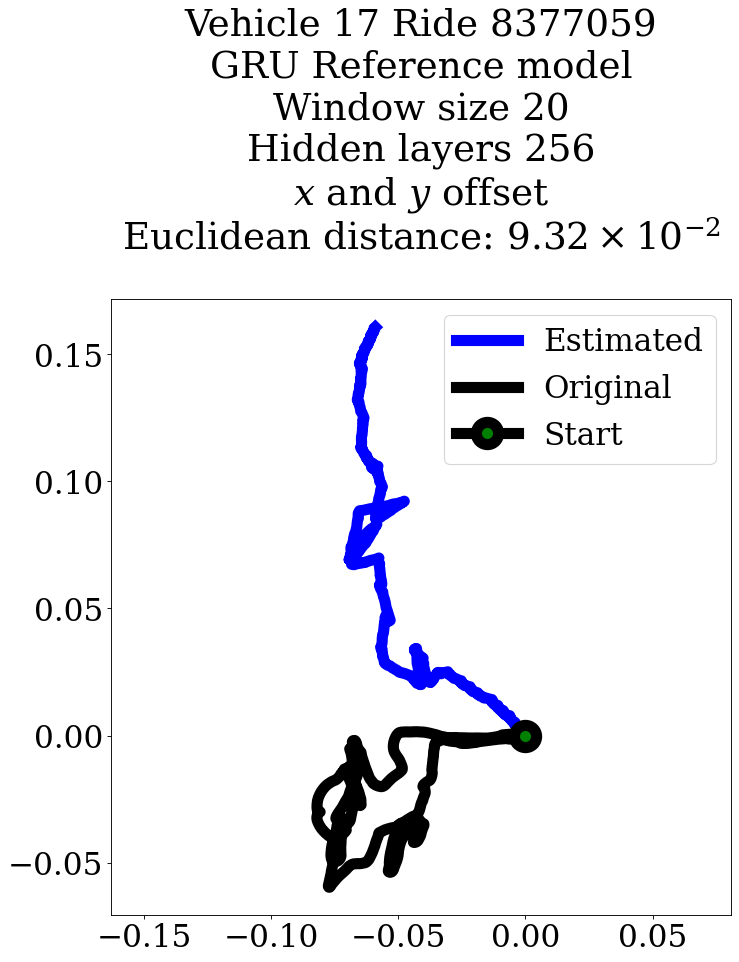 Vehicle 17 Ride 8377059
GRU Reference model
Window size 20
Hidden layers 256
x and y offset
Euclidean distance: 9.32 × 10⁻²
Estimated
Original
Start
0.15
0.10
0.05
0.00
−0.05
−0.15 −0.10 −0.05 0.00 0.05